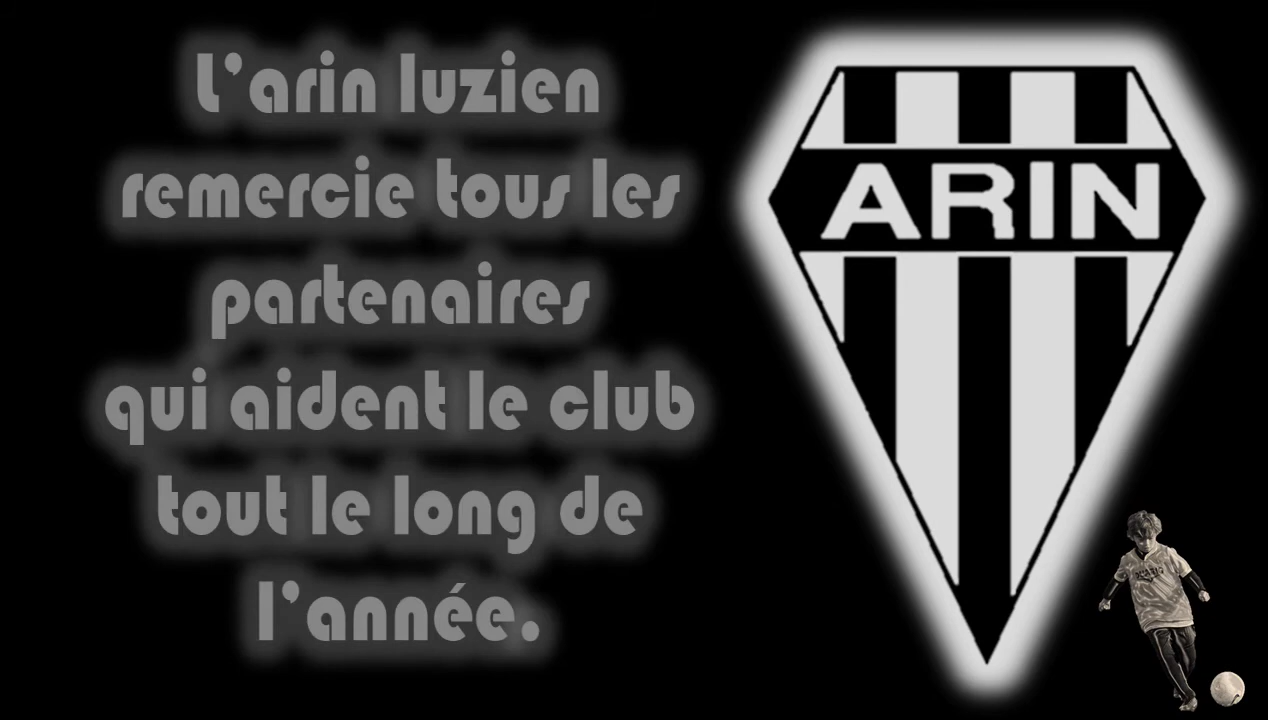 L'arin luzien
remercie tous les
partenaires
qui aident le club
tout le long de
l'année.
ARIN